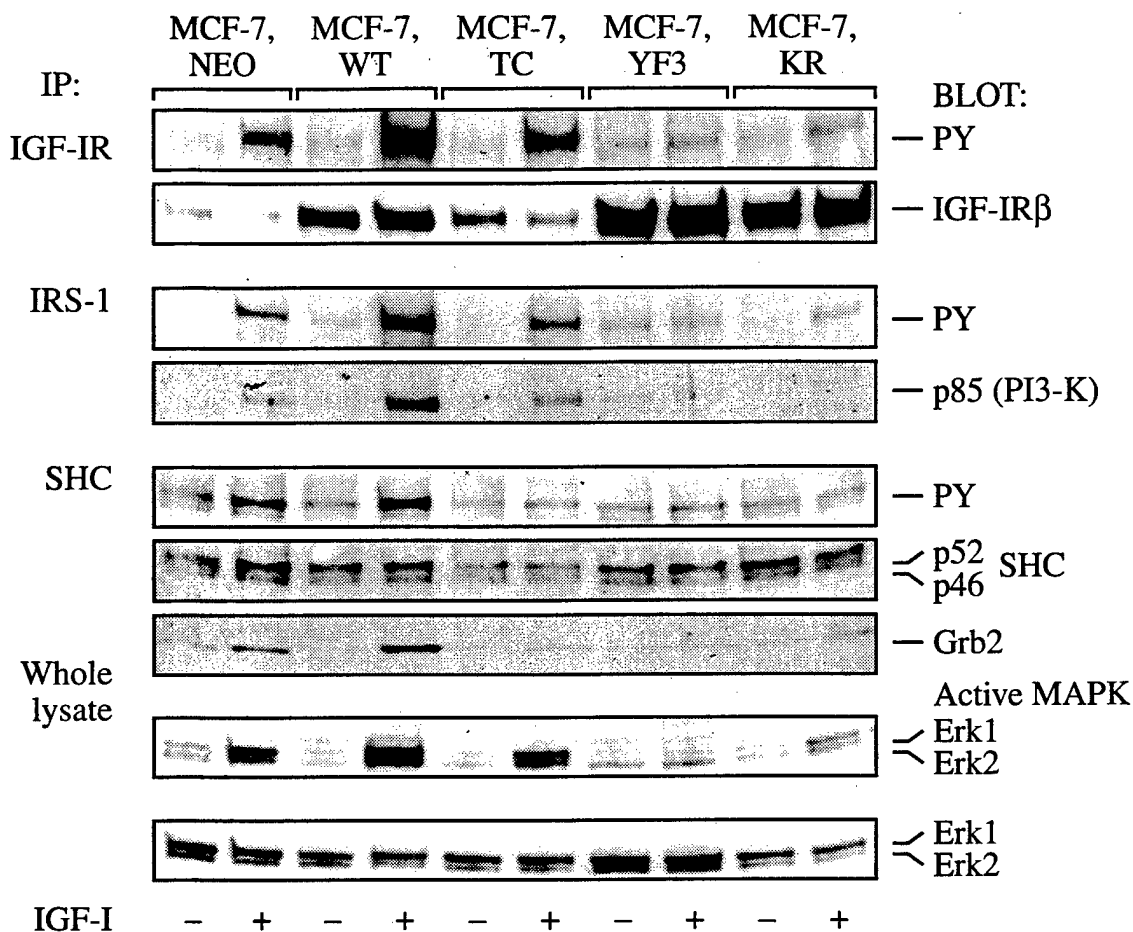 MCF-7, MCF-7, MCF-7, MCF-7, MCF-7,
NEO WT TC YF3 KR
IP:
BLOT:
IGF-IR
PY
IGF-IRβ
IRS-1
PY
p85 (PI3-K)
SHC
PY
p52
p46
SHC
Grb2
Whole
lysate
Active MAPK
Erk1
Erk2
Erk1
Erk2
IGF-I − + − + − + − + − +